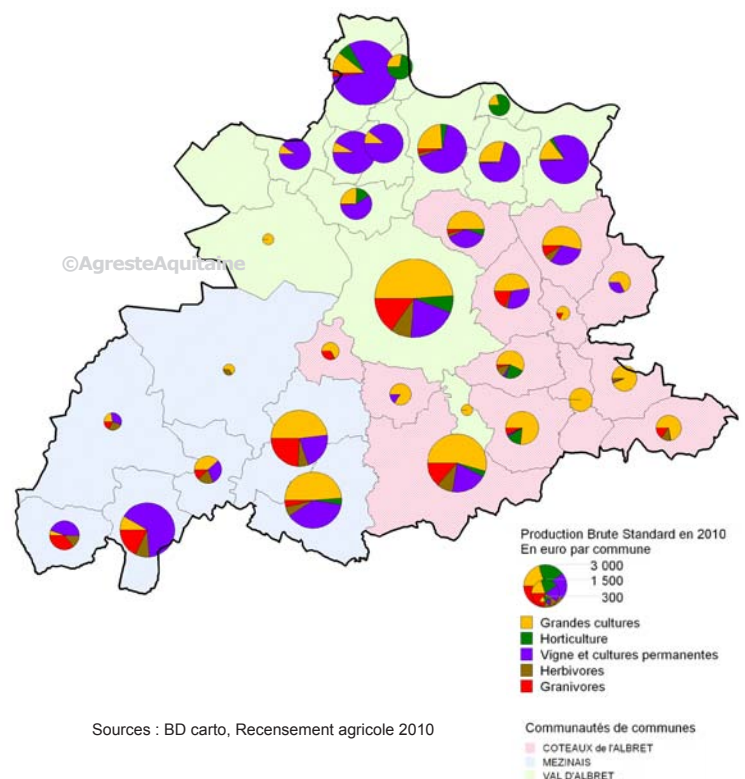 ©AgresteAquitaine
Production Brute Standard en 2010
En euro par commune
3 000
1 500
300
Grandes cultures
Horticulture
Vigne et cultures permanentes
Herbivores
Granivores
Sources : BD carto, Recensement agricole 2010
Communautés de communes
COTEAUX de l'ALBRET
MEZINAIS
VAL D'ALBRET